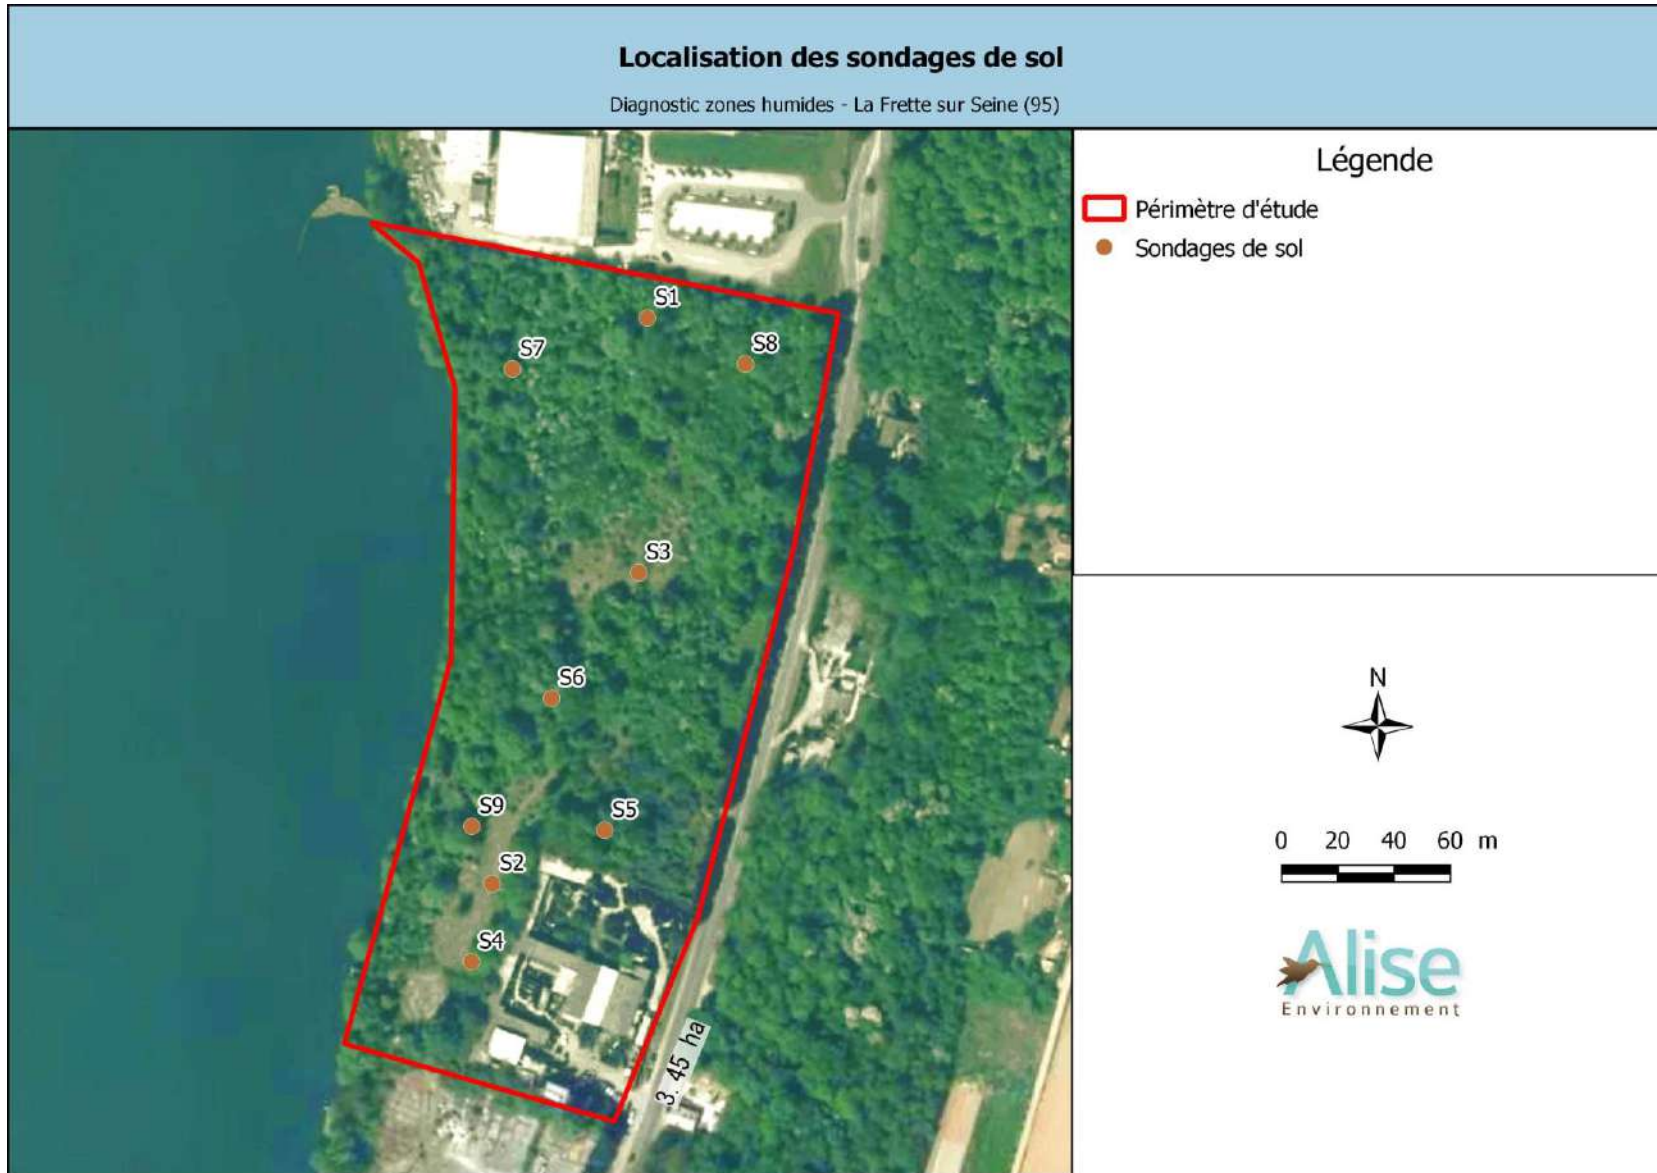 Localisation des sondages de sol
Diagnostic zones humides - La Frette sur Seine (95)
Légende
Périmètre d'étude
Sondages de sol
S1
S8
S7
S3
S6
S9
S5
S2
S4
3. 45 ha
N
0 20 40 60 m
Alise
Environnement